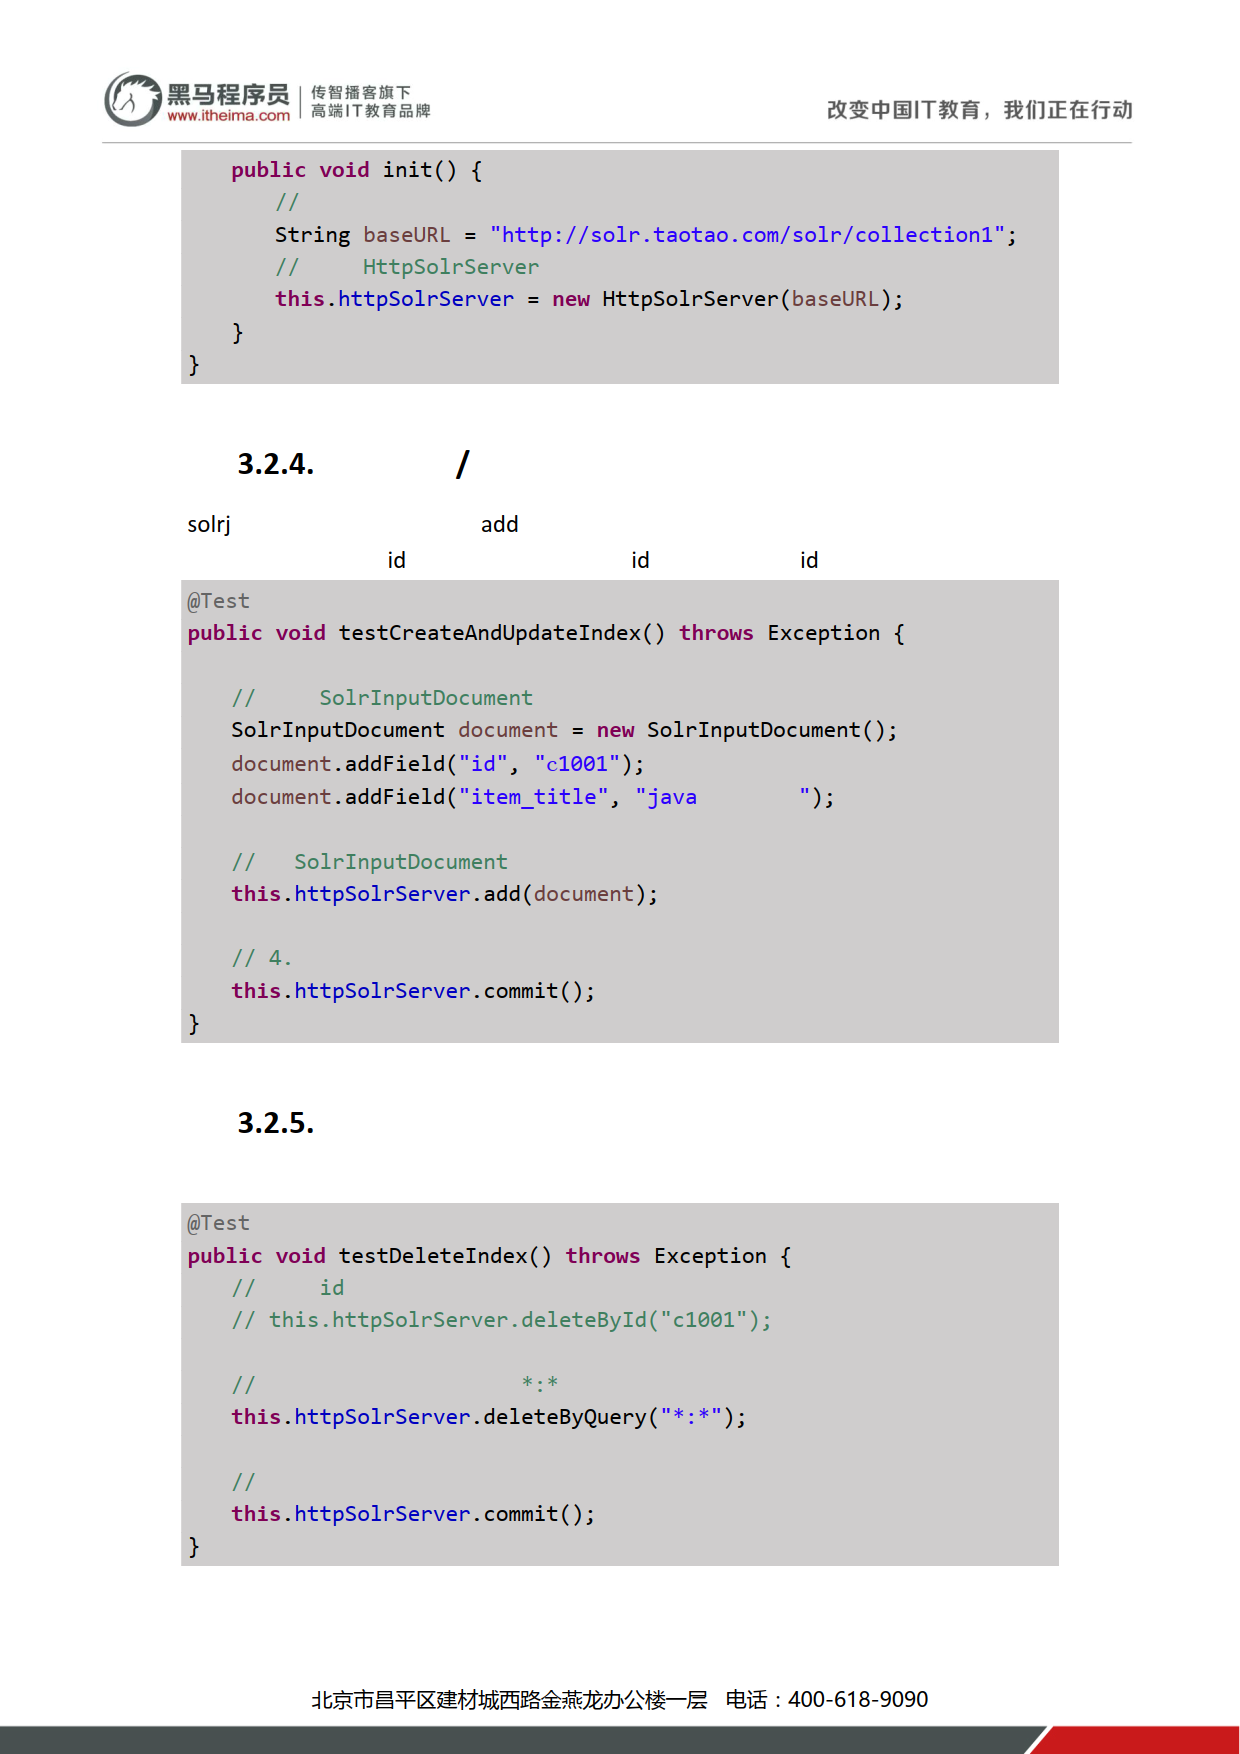 黑马程序员
www.itheima.com
传智播客旗下
高端IT教育品牌
改变中国IT教育，我们正在行动
public void init() {
//
String baseURL = "http://solr.taotao.com/solr/collection1";
// HttpSolrServer
this.httpSolrServer = new HttpSolrServer(baseURL);
}
}
3.2.4. /
solrj add
id id id
@Test
public void testCreateAndUpdateIndex() throws Exception {
// SolrInputDocument
SolrInputDocument document = new SolrInputDocument();
document.addField("id", "c1001");
document.addField("item_title", "java ");
// SolrInputDocument
this.httpSolrServer.add(document);
// 4.
this.httpSolrServer.commit();
}
3.2.5.
@Test
public void testDeleteIndex() throws Exception {
// id
// this.httpSolrServer.deleteById("c1001");
// *:*
this.httpSolrServer.deleteByQuery("*:*");
//
this.httpSolrServer.commit();
}
北京市昌平区建材城西路金燕龙办公楼一层 电话：400-618-9090